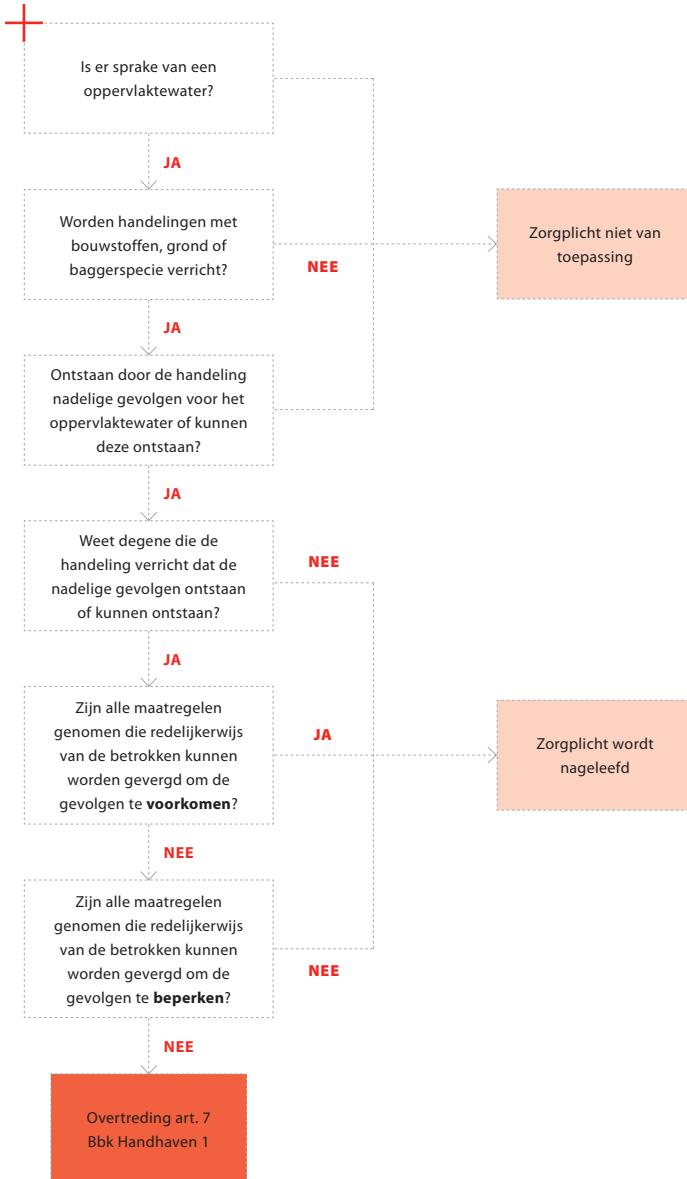 Is er sprake van een
oppervlaktewater?
JA
Worden handelingen met
bouwstoffen, grond of
baggerspecie verricht?
NEE
Zorgplicht niet van
toepassing
JA
Ontstaan door de handeling
nadelige gevolgen voor het
oppervlaktewater of kunnen
deze ontstaan?
JA
Weet degene die de
handeling verricht dat de
nadelige gevolgen ontstaan
of kunnen ontstaan?
NEE
JA
Zijn alle maatregelen
genomen die redelijkerwijs
van de betrokken kunnen
worden gevergd om de
gevolgen te voorkomen?
JA
Zorgplicht wordt
nageleefd
NEE
Zijn alle maatregelen
genomen die redelijkerwijs
van de betrokken kunnen
worden gevergd om de
gevolgen te beperken?
NEE
NEE
Overtreding art. 7
Bbk Handhaven 1